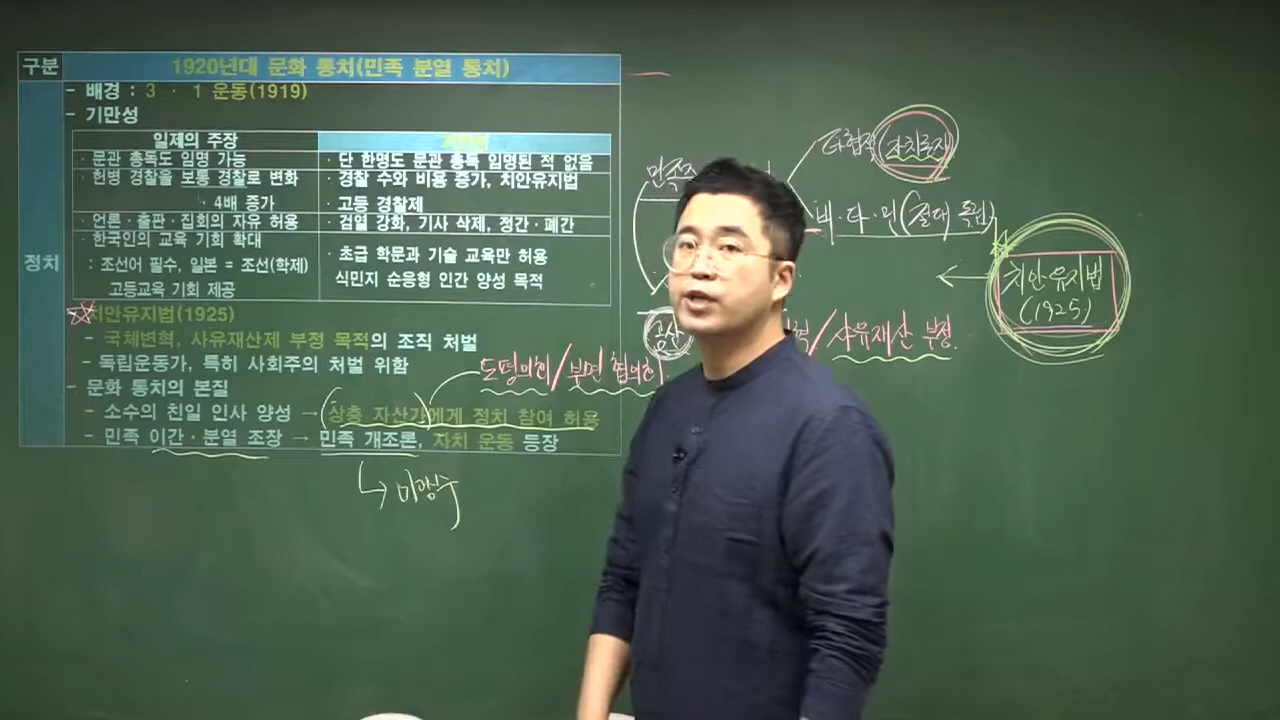 구분 1920년대 문화 통치(민족 분열 통치)
정치
- 배경 : 3 · 1 운동(1919)
- 기만성
일제의 주장
· 문관 총독도 임명 가능
· 단 한명도 문관 총독 임명된 적 없음
· 헌병 경찰을 보통 경찰로 변화
↳ 4배 증가
· 경찰 수와 비용 증가, 치안유지법
· 고등 경찰제
· 언론·출판·집회의 자유 허용
· 검열 강화, 기사 삭제, 정간·폐간
· 한국인의 교육 기회 확대
: 조선어 필수, 일본 = 조선(학제)
고등교육 기회 제공
· 초급 학문과 기술 교육만 허용
식민지 순응형 인간 양성 목적
치안유지법(1925)
- 국체변혁, 사유재산제 부정 목적의 조직 처벌
- 독립운동가, 특히 사회주의 처벌 위함
- 문화 통치의 본질
- 소수의 친일 인사 양성 → 상층 자산가에게 정치 참여 허용
- 민족 이간·분열 조장 → 민족 개조론, 자치 운동 등장
도평의회/부면 협의회
↳ 이광수
민족
타협적 (자치론자)
비·타·민(절대 독립)
치안유지법
(1925)
공산
혁/사유재산 부정.